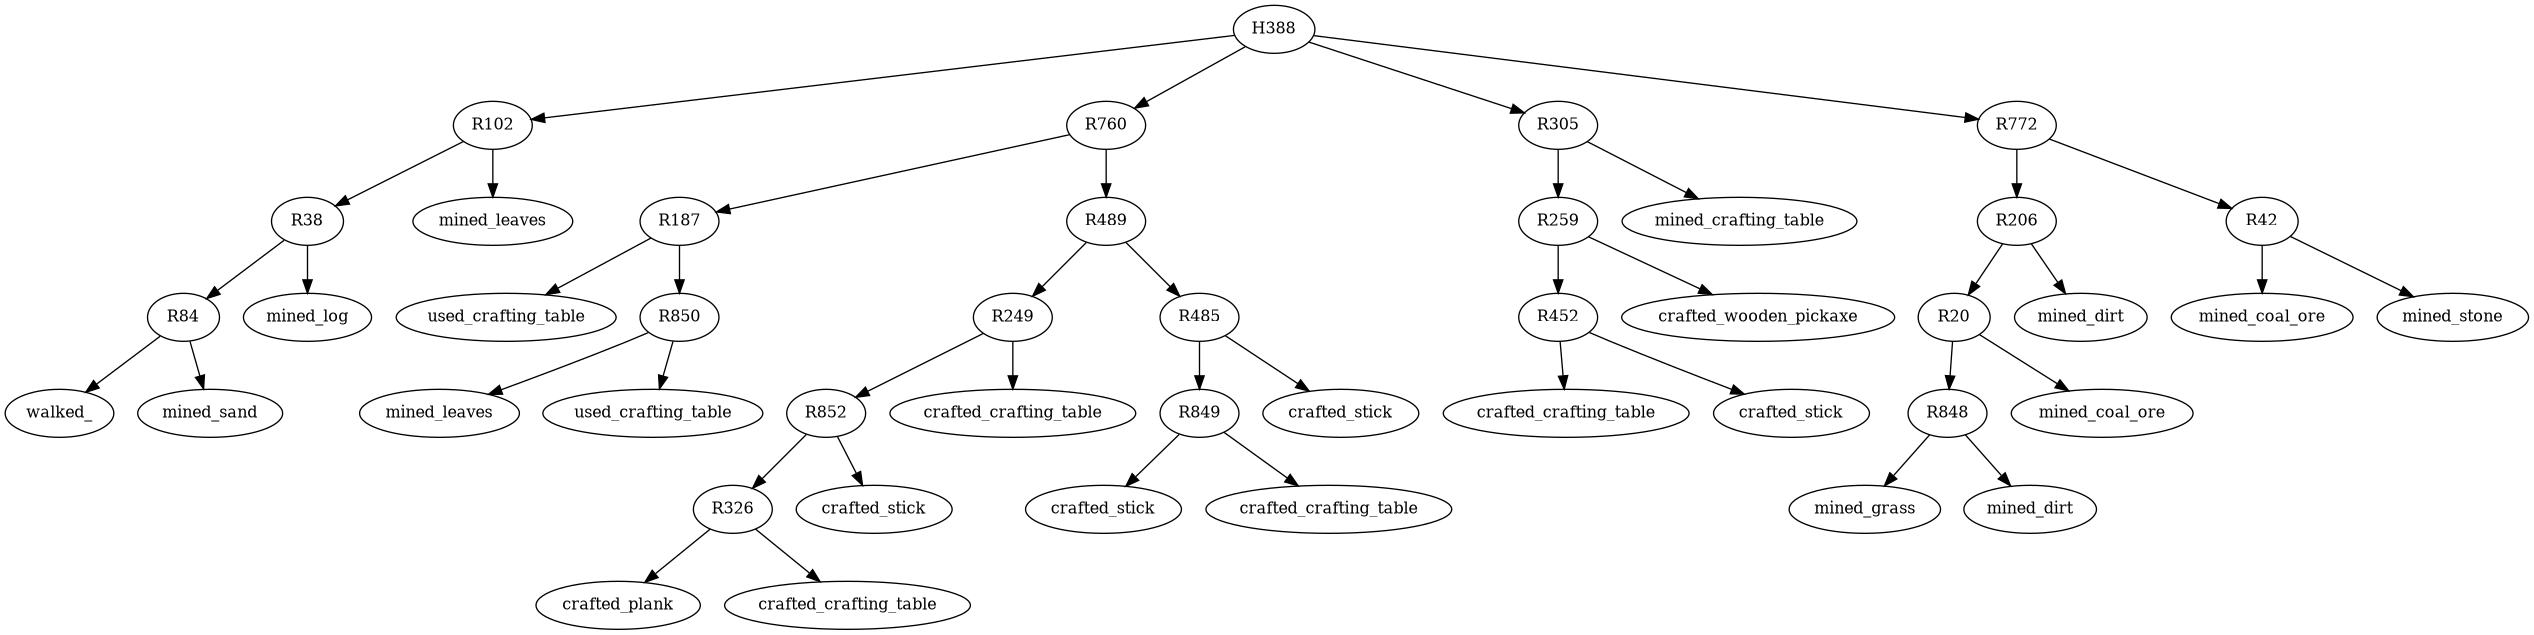 H388
R102
R760
R305
R772
R38
mined_leaves
R187
R489
R259
mined_crafting_table
R206
R42
R84
mined_log
used_crafting_table
R850
R249
R485
R452
crafted_wooden_pickaxe
R20
mined_dirt
mined_coal_ore
mined_stone
walked_
mined_sand
mined_leaves
used_crafting_table
R852
crafted_crafting_table
R849
crafted_stick
crafted_crafting_table
crafted_stick
R848
mined_coal_ore
R326
crafted_stick
crafted_stick
crafted_crafting_table
mined_grass
mined_dirt
crafted_plank
crafted_crafting_table